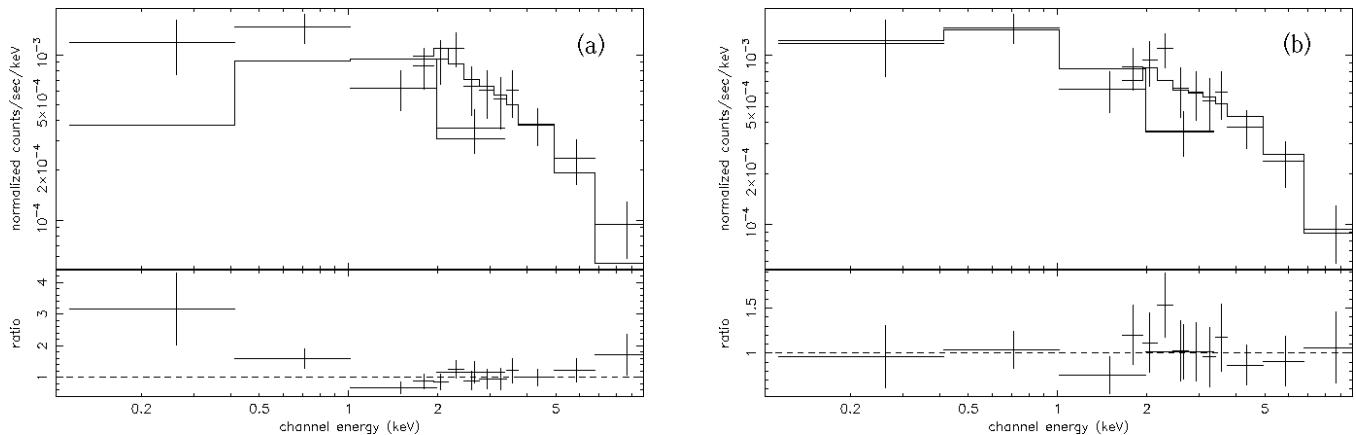 (a)
normalized counts/sec/keV
10⁻³
5×10⁻⁴
2×10⁻⁴
10⁻⁴
ratio
4
3
2
1
0.2 0.5 1 2 5
channel energy (keV)
(b)
normalized counts/sec/keV
10⁻³
5×10⁻⁴
2×10⁻⁴
10⁻⁴
ratio
1.5
1
0.2 0.5 1 2 5
channel energy (keV)